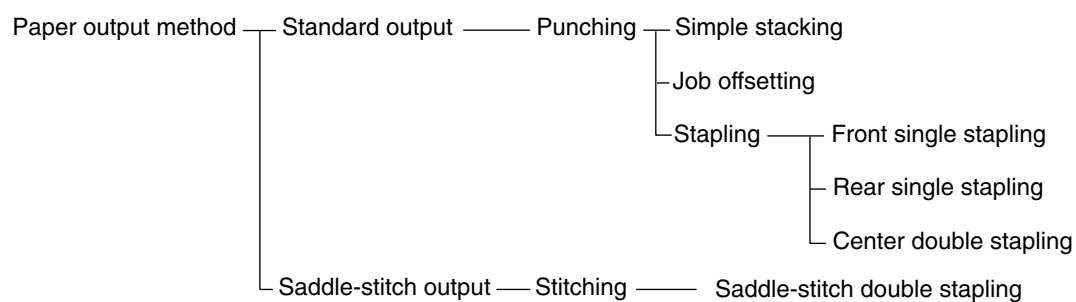 Paper output method Standard output Punching Simple stacking
Job offsetting
Stapling Front single stapling
Rear single stapling
Center double stapling
Saddle-stitch output Stitching Saddle-stitch double stapling